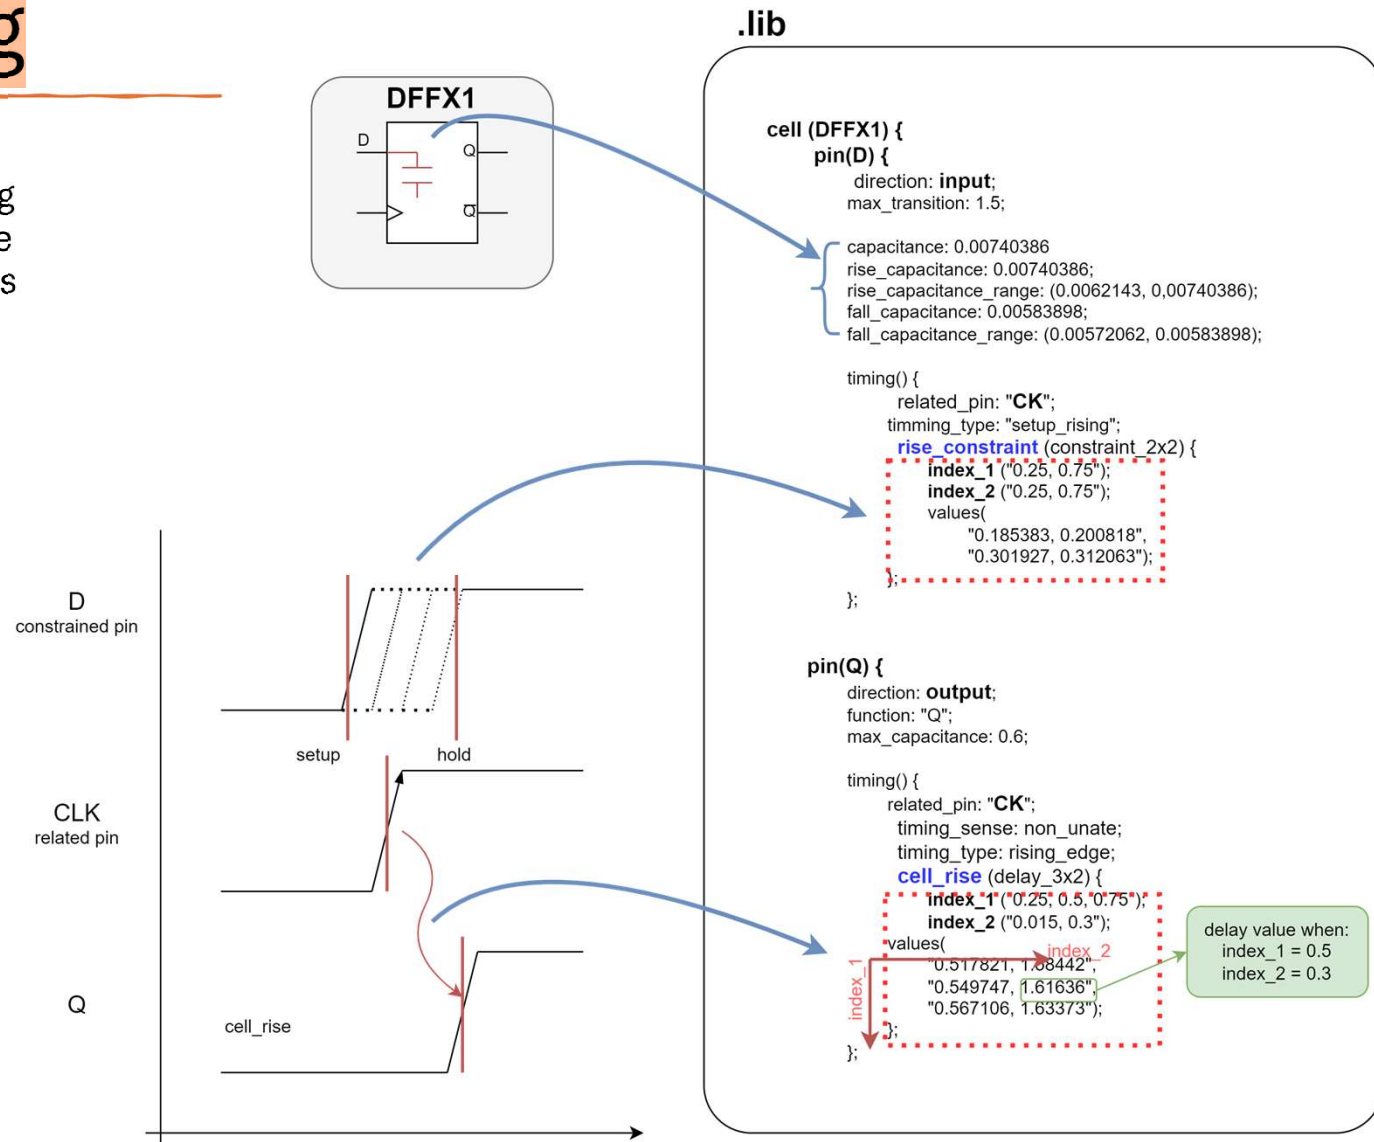 g
g
e
s
DFFX1
D
Q
Q
D
constrained pin
setup
hold
CLK
related pin
Q
cell_rise
.lib
cell (DFFX1) {
pin(D) {
direction: input;
max_transition: 1.5;
capacitance: 0.00740386
rise_capacitance: 0.00740386;
rise_capacitance_range: (0.0062143, 0,00740386);
fall_capacitance: 0.00583898;
fall_capacitance_range: (0.00572062, 0.00583898);
timing() {
related_pin: "CK";
timming_type: "setup_rising";
rise_constraint (constraint_2x2) {
index_1 ("0.25, 0.75");
index_2 ("0.25, 0.75");
values(
"0.185383, 0.200818",
"0.301927, 0.312063");
};
};
pin(Q) {
direction: output;
function: "Q";
max_capacitance: 0.6;
timing() {
related_pin: "CK";
timing_sense: non_unate;
timing_type: rising_edge;
cell_rise (delay_3x2) {
index_1 ("0.25, 0.5, 0.75");
index_2 ("0.015, 0.3");
values(
index_2
index_1
"0.517821, 1.58442",
"0.549747, 1.61636",
"0.567106, 1.63373");
};
};
delay value when:
index_1 = 0.5
index_2 = 0.3